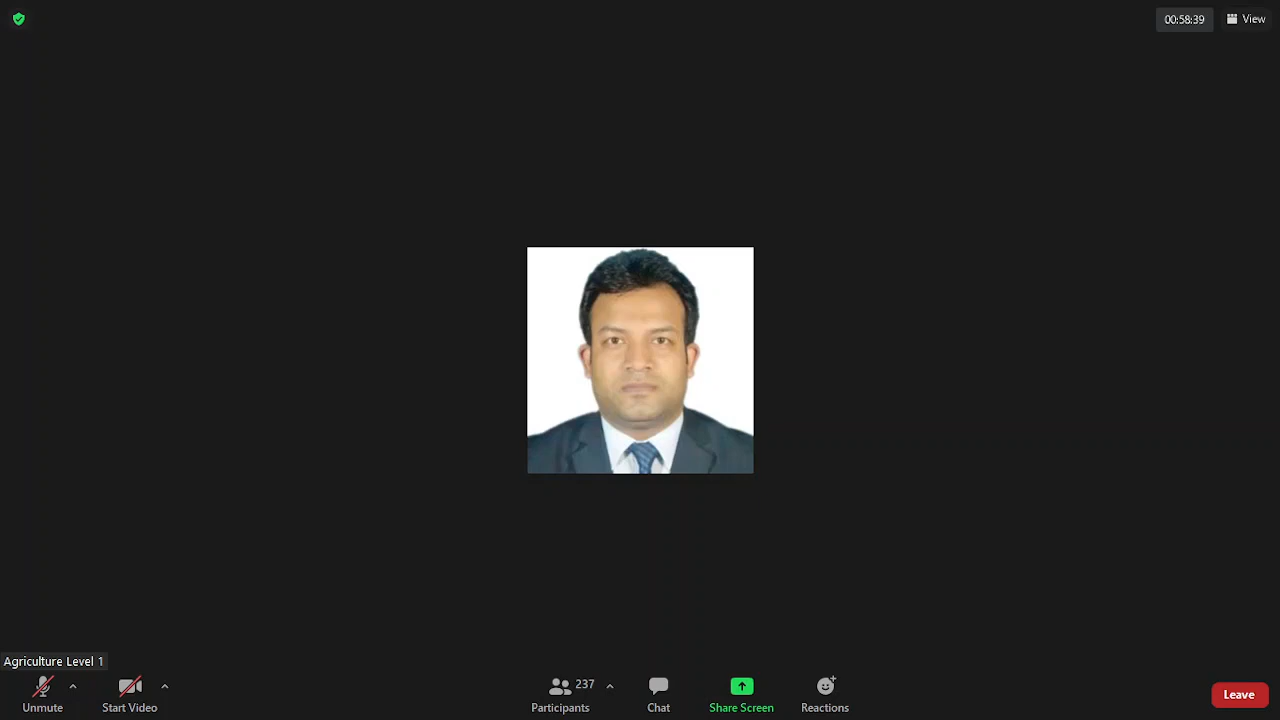 00:58:39
View
Agriculture Level 1
Unmute
Start Video
237
Participants
Chat
Share Screen
Reactions
Leave